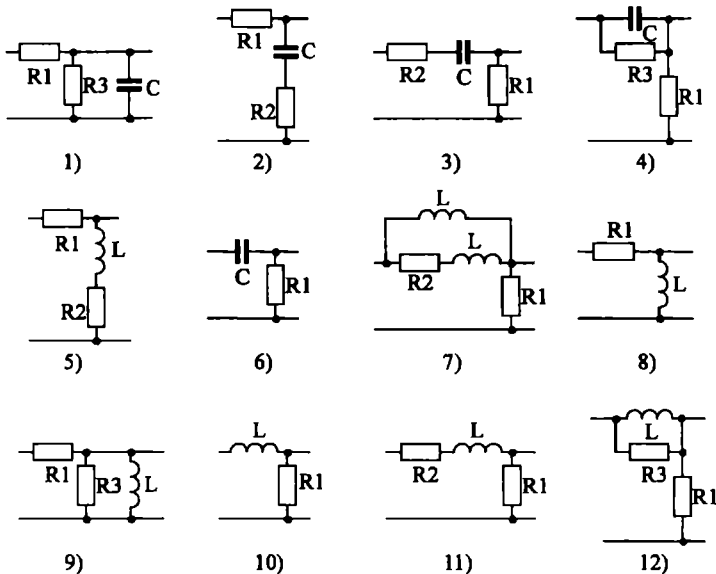 R1 R3 C
1)
R1 C R2
2)
R2 C R1
3)
C R3 R1
4)
R1 L R2
5)
C R1
6)
L R2 L R1
7)
R1 L
8)
R1 R3 L
9)
L R1
10)
R2 L R1
11)
L R3 R1
12)